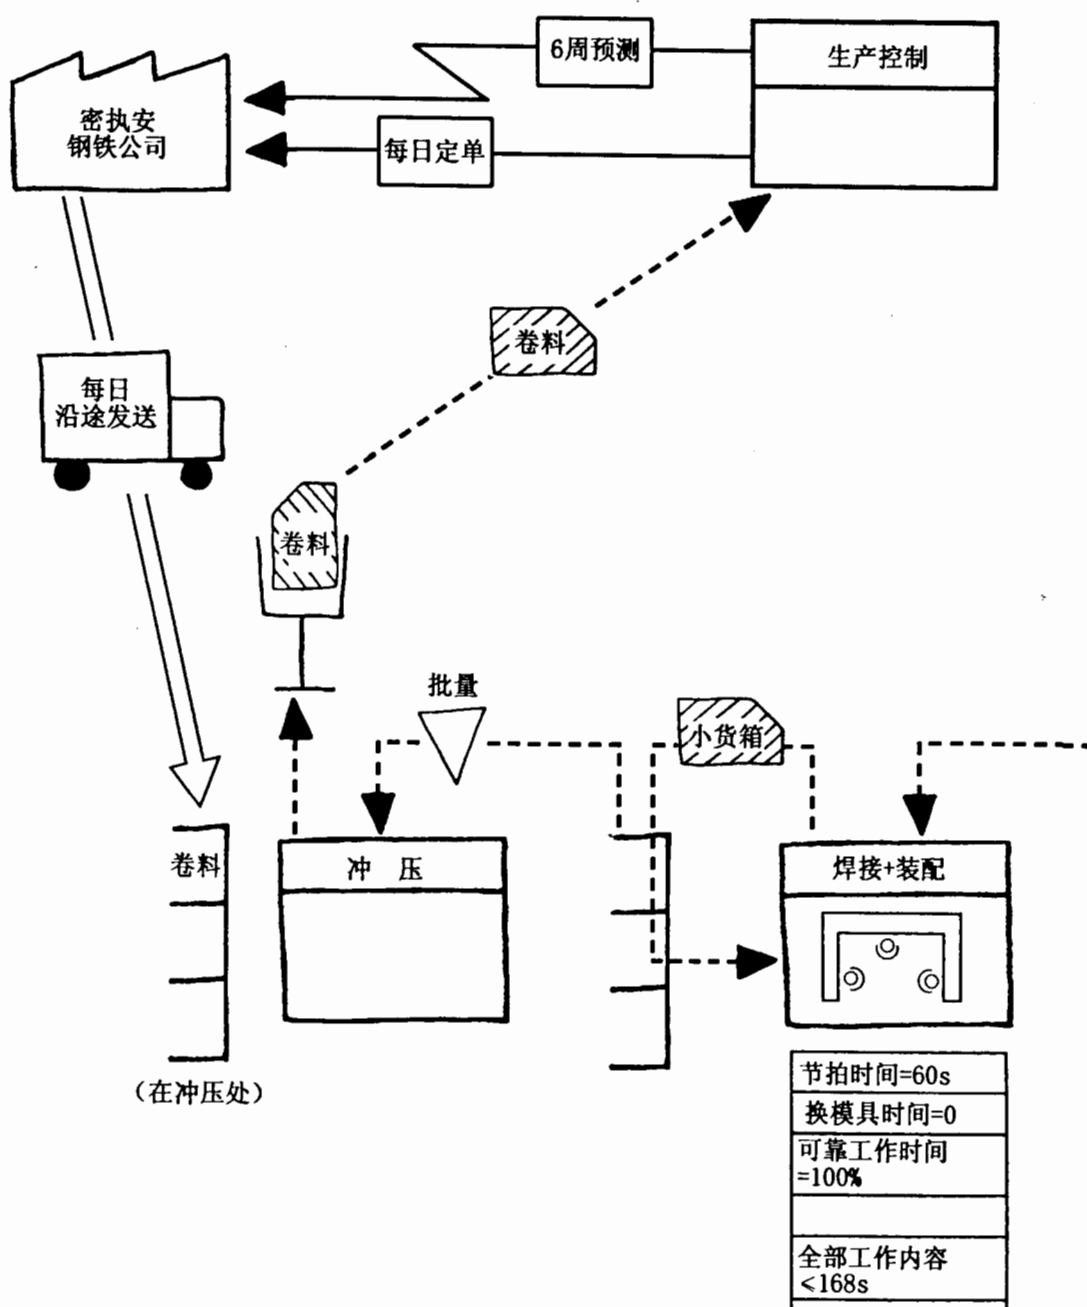 6周预测
生产控制
密执安
钢铁公司
每日定单
卷料
每日
沿途发送
卷料
批量
小货箱
卷料
冲 压
焊接+装配
(在冲压处)
节拍时间=60s
换模具时间=0
可靠工作时间
=100%
全部工作内容
≤168s